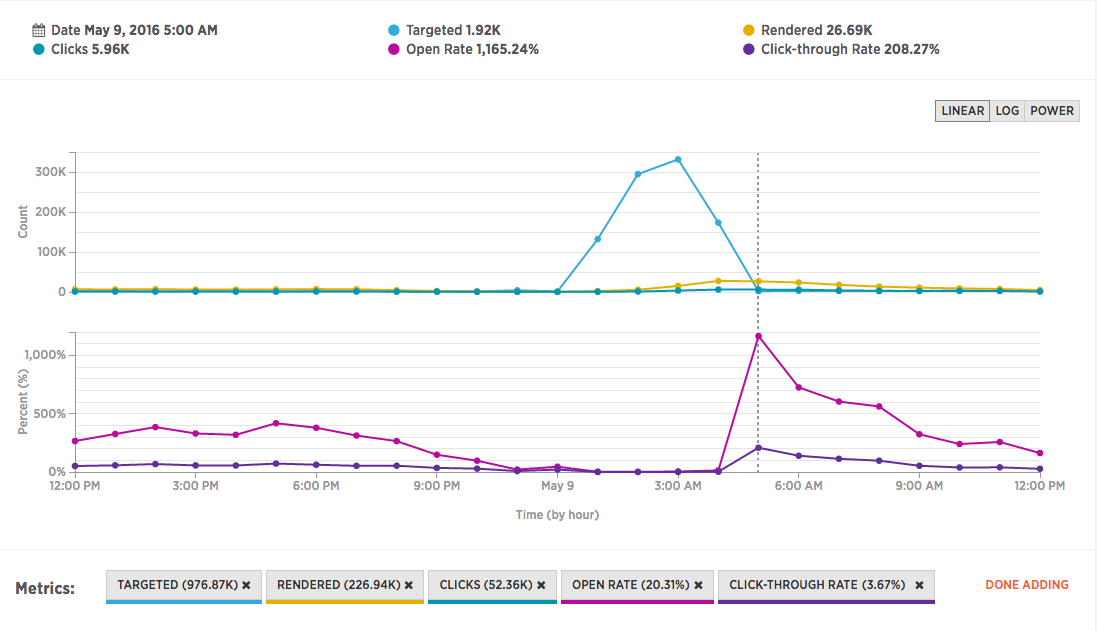 Date May 9, 2016 5:00 AM Targeted 1.92K Rendered 26.69K
Clicks 5.96K Open Rate 1,165.24% Click-through Rate 208.27%
LINEAR LOG POWER
300K
200K
100K
0
Count
1,000%
500%
0%
Percent (%)
12:00 PM 3:00 PM 6:00 PM 9:00 PM May 9 3:00 AM 6:00 AM 9:00 AM 12:00 PM
Time (by hour)
Metrics: TARGETED (976.87K) ✖ RENDERED (226.94K) ✖ CLICKS (52.36K) ✖ OPEN RATE (20.31%) ✖ CLICK-THROUGH RATE (3.67%) ✖ DONE ADDING